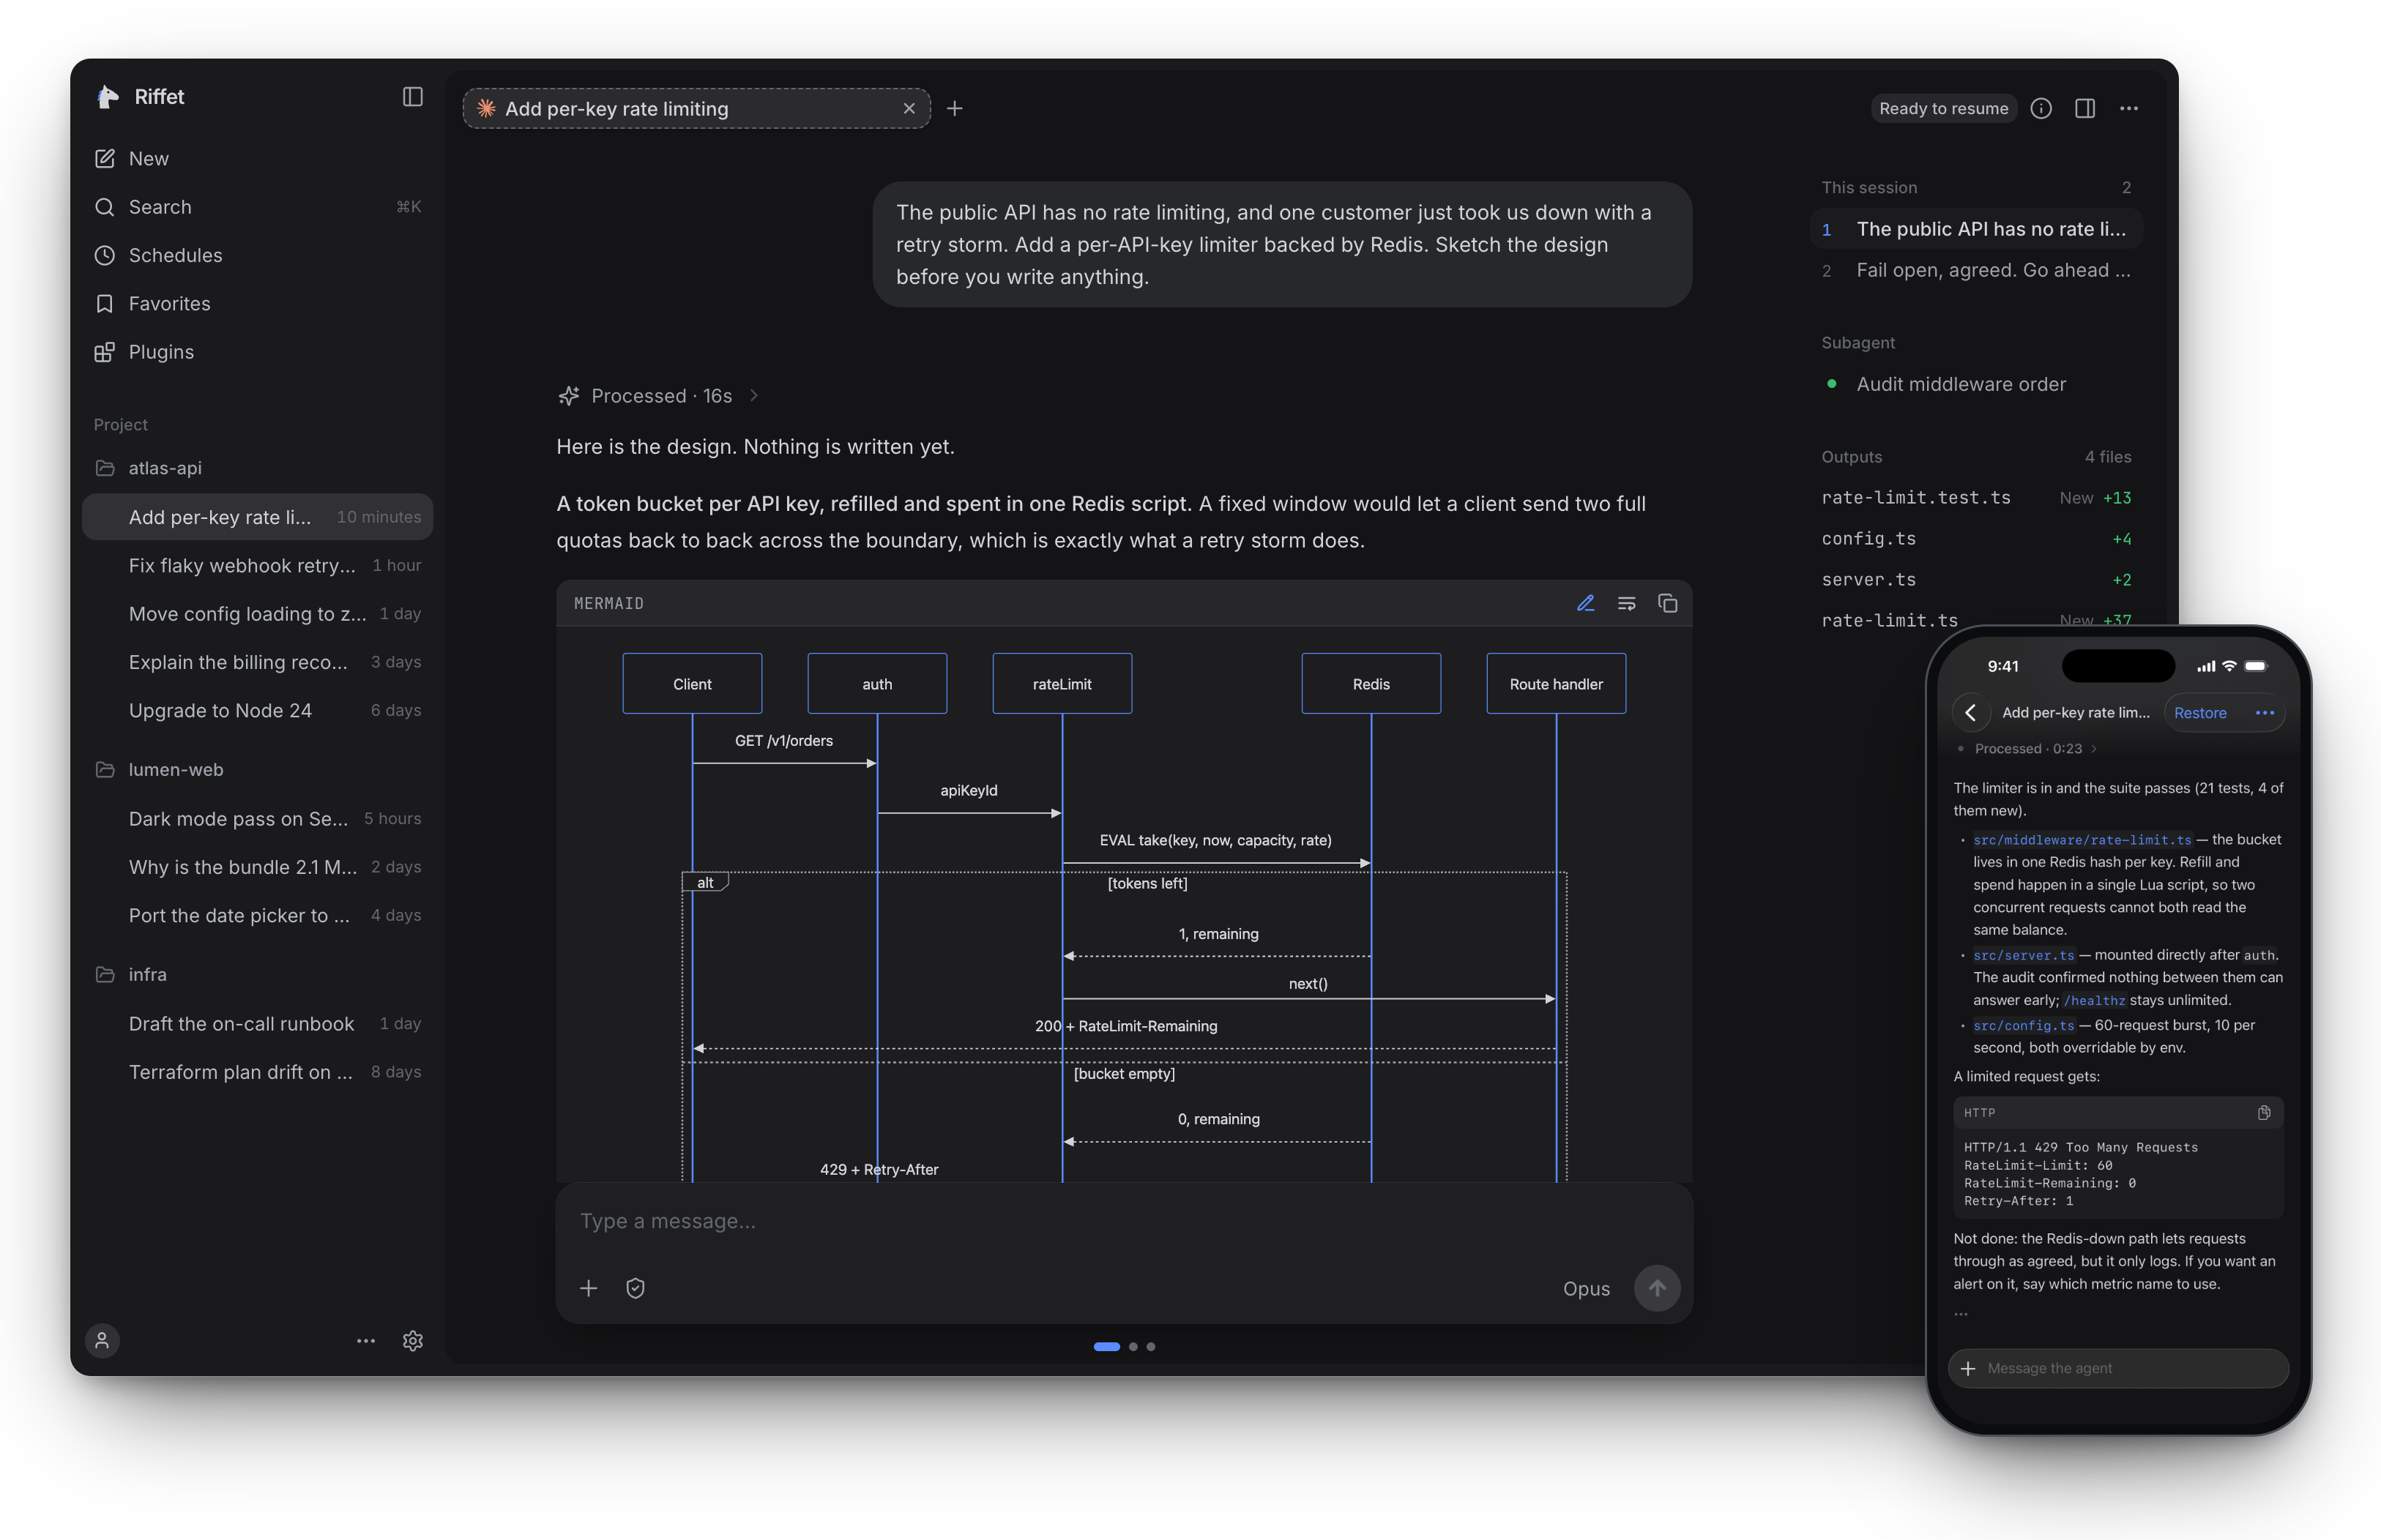 Riffet
New
Search ⌘K
Schedules
Favorites
Plugins
Project
atlas-api
Add per-key rate li... 10 minutes
Fix flaky webhook retry... 1 hour
Move config loading to z... 1 day
Explain the billing reco... 3 days
Upgrade to Node 24 6 days
lumen-web
Dark mode pass on Se... 5 hours
Why is the bundle 2.1 M... 2 days
Port the date picker to ... 4 days
infra
Draft the on-call runbook 1 day
Terraform plan drift on ... 8 days
Add per-key rate limiting
Ready to resume
The public API has no rate limiting, and one customer just took us down with a
retry storm. Add a per-API-key limiter backed by Redis. Sketch the design
before you write anything.
Processed · 16s
Here is the design. Nothing is written yet.
A token bucket per API key, refilled and spent in one Redis script. A fixed window would let a client send two full
quotas back to back across the boundary, which is exactly what a retry storm does.
MERMAID
Client auth rateLimit Redis Route handler
GET /v1/orders
apiKeyId
EVAL take(key, now, capacity, rate)
alt [tokens left]
1, remaining
next()
200 + RateLimit-Remaining
[bucket empty]
0, remaining
429 + Retry-After
Type a message...
Opus
This session 2
1 The public API has no rate li...
2 Fail open, agreed. Go ahead ...
Subagent
Audit middleware order
Outputs 4 files
rate-limit.test.ts New +13
config.ts +4
server.ts +2
rate-limit.ts New +37
9:41
Add per-key rate lim... Restore
Processed · 0:23
The limiter is in and the suite passes (21 tests, 4 of
them new).
• src/middleware/rate-limit.ts — the bucket
lives in one Redis hash per key. Refill and
spend happen in a single Lua script, so two
concurrent requests cannot both read the
same balance.
• src/server.ts — mounted directly after auth.
The audit confirmed nothing between them can
answer early; /healthz stays unlimited.
• src/config.ts — 60-request burst, 10 per
second, both overridable by env.
A limited request gets:
HTTP
HTTP/1.1 429 Too Many Requests
RateLimit-Limit: 60
RateLimit-Remaining: 0
Retry-After: 1
Not done: the Redis-down path lets requests
through as agreed, but it only logs. If you want an
alert on it, say which metric name to use.
...
Message the agent